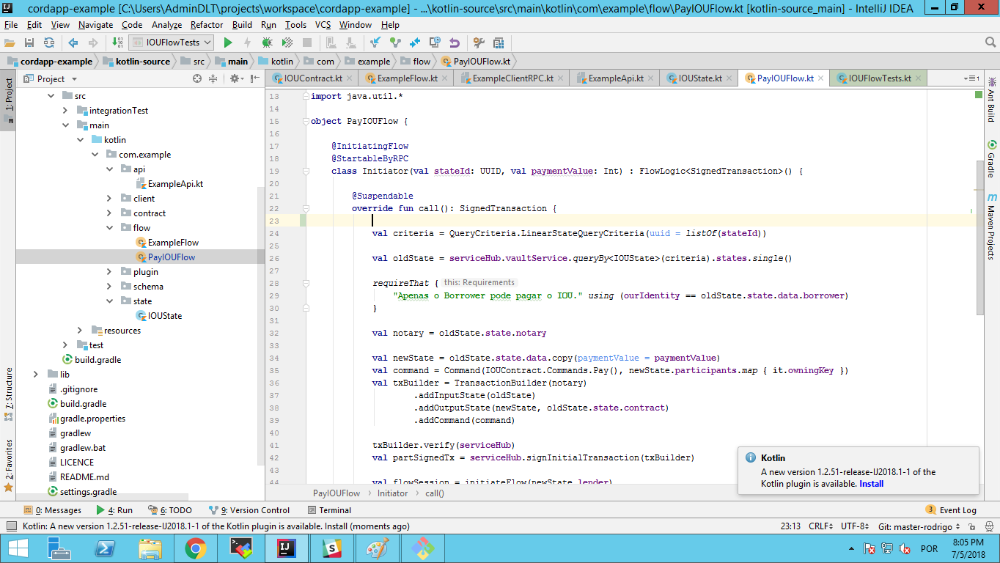 cordapp-example [C:\Users\AdminDLT\projects\workspace\cordapp-example] - ...\kotlin-source\src\main\kotlin\com\example\flow\PayIOUFlow.kt [kotlin-source_main] - IntelliJ IDEA
File Edit View Navigate Code Analyze Refactor Build Run Tools VCS Window Help
IOUFlowTests
cordapp-example kotlin-source src main kotlin com example flow PayIOUFlow.kt
Project
IOUContract.kt ExampleFlow.kt ExampleClientRPC.kt ExampleApi.kt IOUState.kt PayIOUFlow.kt IOUFlowTests.kt
1: Project
7: Structure
2: Favorites
src
integrationTest
main
kotlin
com.example
api
ExampleApi.kt
client
contract
flow
ExampleFlow
PayIOUFlow
plugin
schema
state
IOUState
resources
test
build.gradle
lib
.gitignore
build.gradle
gradle.properties
gradlew
gradlew.bat
LICENCE
README.md
settings.gradle
13 import java.util.*
14
15 object PayIOUFlow {
16
17 @InitiatingFlow
18 @StartableByRPC
19 class Initiator(val stateId: UUID, val paymentValue: Int) : FlowLogic<SignedTransaction>() {
20
21 @Suspendable
22 override fun call(): SignedTransaction {
23
24 val criteria = QueryCriteria.LinearStateQueryCriteria(uuid = listOf(stateId))
25
26 val oldState = serviceHub.vaultService.queryBy<IOUState>(criteria).states.single()
27
28 requireThat { this: Requirements
29 "Apenas o Borrower pode pagar o IOU." using (ourIdentity == oldState.state.data.borrower)
30 }
31
32 val notary = oldState.state.notary
33
34 val newState = oldState.state.data.copy(paymentValue = paymentValue)
35 val command = Command(IOUContract.Commands.Pay(), newState.participants.map { it.owningKey })
36 val txBuilder = TransactionBuilder(notary)
37 .addInputState(oldState)
38 .addOutputState(newState, oldState.state.contract)
39 .addCommand(command)
40
41 txBuilder.verify(serviceHub)
42 val partSignedTx = serviceHub.signInitialTransaction(txBuilder)
43
44 val flowSession = initiateFlow(newState.lender)
PayIOUFlow Initiator call()
Ant Build
Gradle
Maven Projects
Kotlin
A new version 1.2.51-release-IJ2018.1-1 of the
Kotlin plugin is available. Install
0: Messages 4: Run 6: TODO 9: Version Control Terminal 3 Event Log
Kotlin: A new version 1.2.51-release-IJ2018.1-1 of the Kotlin plugin is available. Install (moments ago) 23:13 CRLF UTF-8 Git: master-rodrigo
POR
8:05 PM
7/5/2018